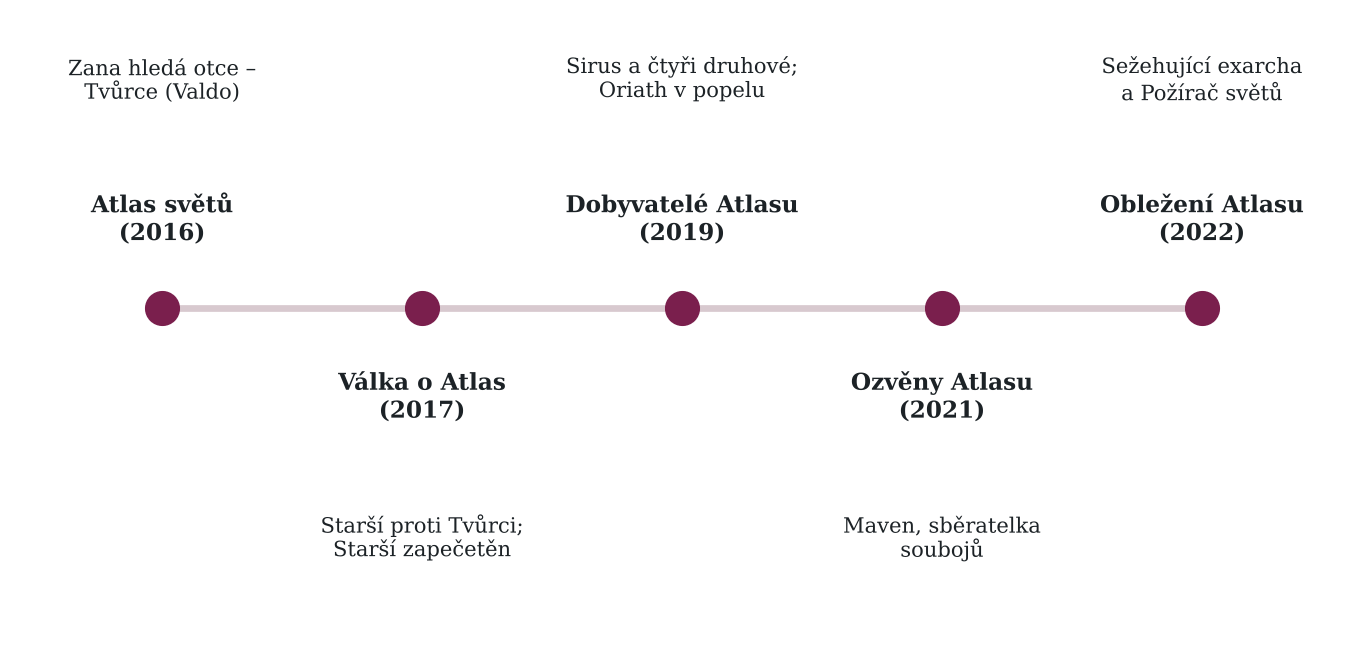 Zana hledá otce –
Tvůrce (Valdo)
Atlas světů
(2016)
Válka o Atlas
(2017)
Starší proti Tvůrci;
Starší zapečetěn
Sirus a čtyři druhové;
Oriath v popelu
Dobyvatelé Atlasu
(2019)
Ozvěny Atlasu
(2021)
Maven, sběratelka
soubojů
Sežehující exarcha
a Požírač světů
Obležení Atlasu
(2022)